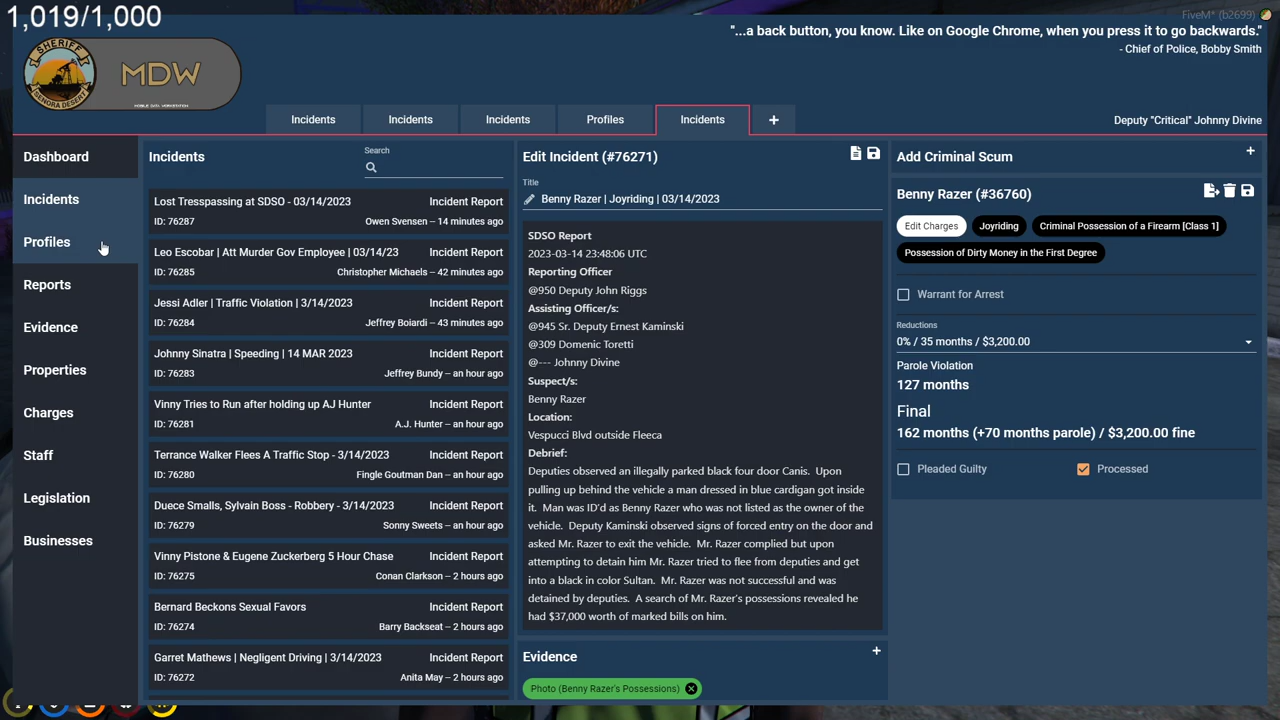 1,019/1,000
FiveM* (b2699)
"...a back button, you know. Like on Google Chrome, when you press it to go backwards."
- Chief of Police, Bobby Smith
SHERIFF
SENORA DESERT
MDW
MOBILE DATA WORKSTATION
Incidents
Incidents
Incidents
Profiles
Incidents
+
Deputy "Critical" Johnny Divine
Dashboard
Incidents
Profiles
Reports
Evidence
Properties
Charges
Staff
Legislation
Businesses
Incidents
Search
Lost Tresspassing at SDSO - 03/14/2023 Incident Report
ID: 76287 Owen Svensen – 14 minutes ago
Leo Escobar | Att Murder Gov Employee | 03/14/23 Incident Report
ID: 76285 Christopher Michaels – 42 minutes ago
Jessi Adler | Traffic Violation | 3/14/2023 Incident Report
ID: 76284 Jeffrey Boiardi – 43 minutes ago
Johnny Sinatra | Speeding | 14 MAR 2023 Incident Report
ID: 76283 Jeffrey Bundy – an hour ago
Vinny Tries to Run after holding up AJ Hunter Incident Report
ID: 76281 A.J. Hunter – an hour ago
Terrance Walker Flees A Traffic Stop - 3/14/2023 Incident Report
ID: 76280 Fingle Goutman Dan – an hour ago
Duece Smalls, Sylvain Boss - Robbery - 3/14/2023 Incident Report
ID: 76279 Sonny Sweets – an hour ago
Vinny Pistone & Eugene Zuckerberg 5 Hour Chase Incident Report
ID: 76275 Conan Clarkson – 2 hours ago
Bernard Beckons Sexual Favors Incident Report
ID: 76274 Barry Backseat – 2 hours ago
Garret Mathews | Negligent Driving | 3/14/2023 Incident Report
ID: 76272 Anita May – 2 hours ago
Edit Incident (#76271)
Title
Benny Razer | Joyriding | 03/14/2023
SDSO Report
2023-03-14 23:48:06 UTC
Reporting Officer
@950 Deputy John Riggs
Assisting Officer/s:
@945 Sr. Deputy Ernest Kaminski
@309 Domenic Toretti
@--- Johnny Divine
Suspect/s:
Benny Razer
Location:
Vespucci Blvd outside Fleeca
Debrief:
Deputies observed an illegally parked black four door Canis. Upon
pulling up behind the vehicle a man dressed in blue cardigan got inside
it. Man was ID'd as Benny Razer who was not listed as the owner of the
vehicle. Deputy Kaminski observed signs of forced entry on the door and
asked Mr. Razer to exit the vehicle. Mr. Razer complied but upon
attempting to detain him Mr. Razer tried to flee from deputies and get
into a black in color Sultan. Mr. Razer was not successful and was
detained by deputies. A search of Mr. Razer's possessions revealed he
had $37,000 worth of marked bills on him.
Evidence
+
Photo (Benny Razer's Possessions)
Add Criminal Scum
+
Benny Razer (#36760)
Edit Charges Joyriding Criminal Possession of a Firearm [Class 1]
Possession of Dirty Money in the First Degree
Warrant for Arrest
Reductions
0% / 35 months / $3,200.00
Parole Violation
127 months
Final
162 months (+70 months parole) / $3,200.00 fine
Pleaded Guilty Processed